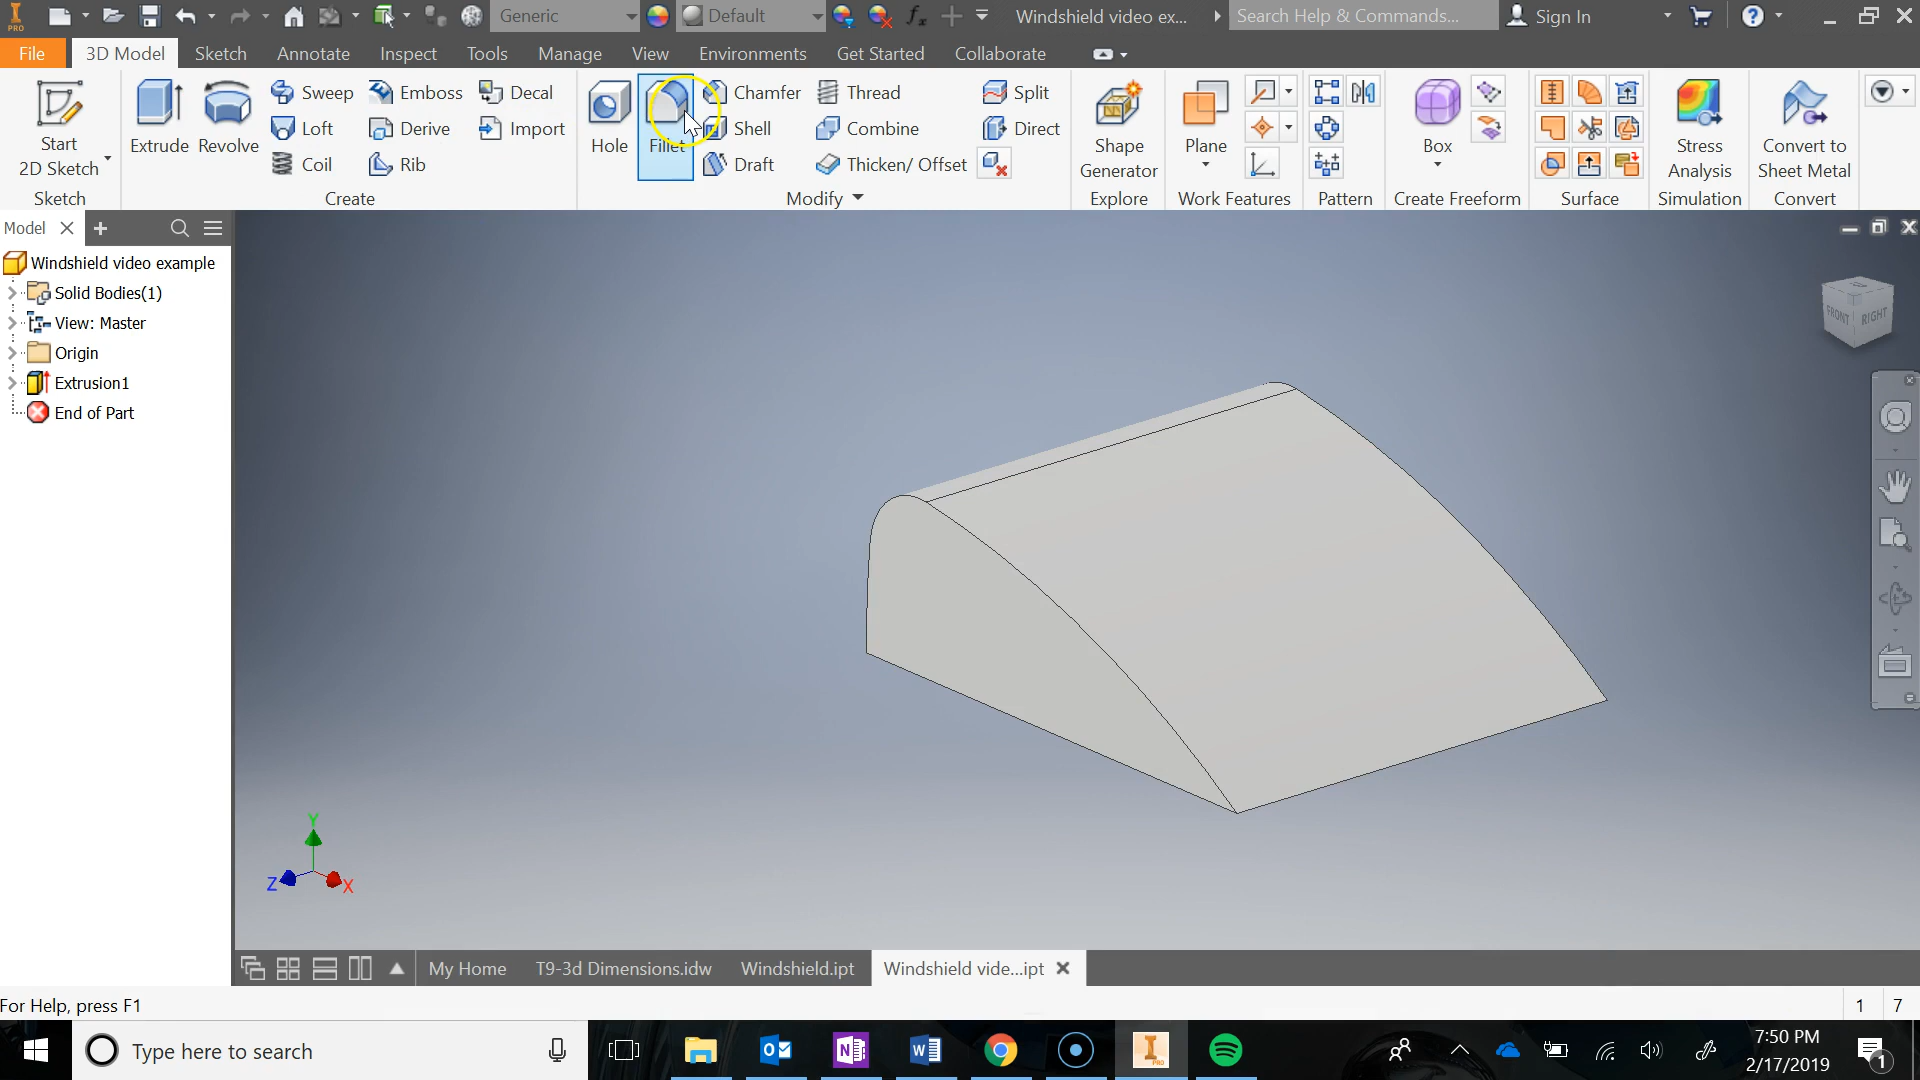 PRO
Generic
Default
Windshield video ex...
Search Help & Commands...
Sign In
File
3D Model
Sketch
Annotate
Inspect
Tools
Manage
View
Environments
Get Started
Collaborate
Start
2D Sketch
Extrude
Revolve
Sweep
Loft
Coil
Emboss
Derive
Rib
Decal
Import
Hole
Fillet
Chamfer
Shell
Draft
Thread
Combine
Thicken/ Offset
Split
Direct
Shape
Generator
Plane
Box
Stress
Analysis
Convert to
Sheet Metal
Sketch
Create
Modify
Explore
Work Features
Pattern
Create Freeform
Surface
Simulation
Convert
Model
Windshield video example
Solid Bodies(1)
View: Master
Origin
Extrusion1
End of Part
FRONT
RIGHT
Y
Z
X
My Home
T9-3d Dimensions.idw
Windshield.ipt
Windshield vide...ipt
For Help, press F1
1
7
Type here to search
7:50 PM
2/17/2019
1